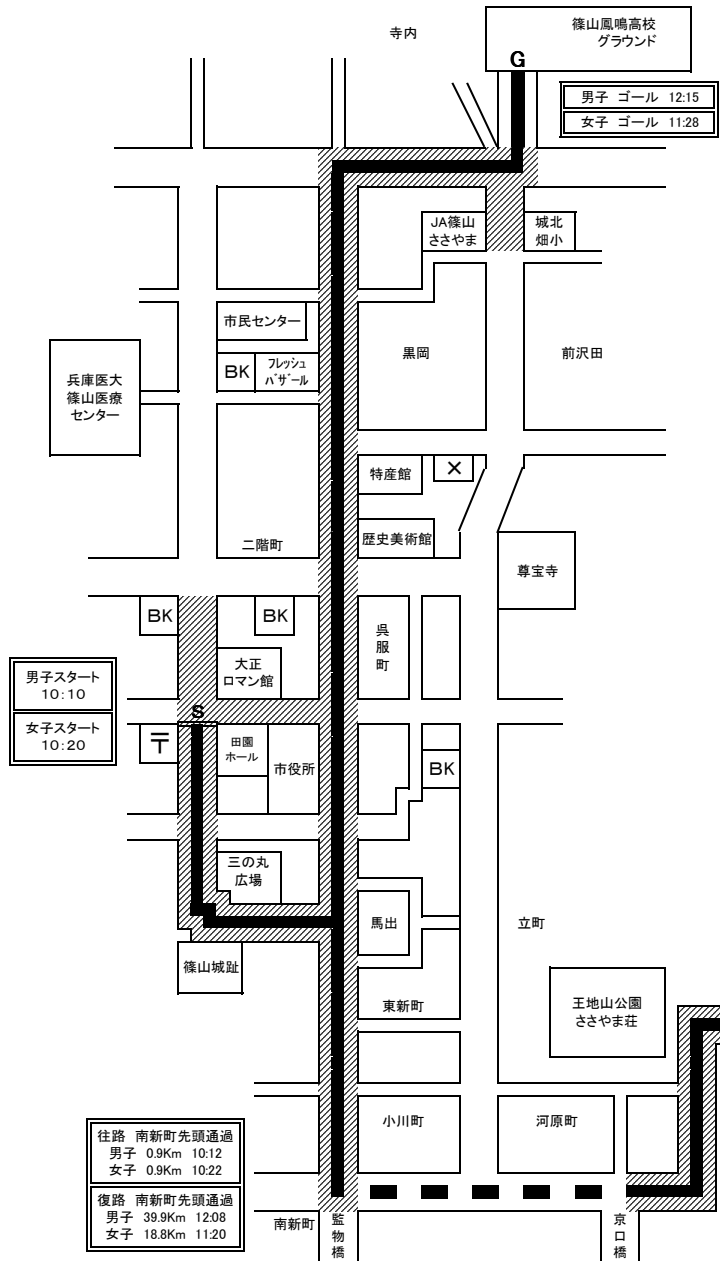 寺内
篠山鳳鳴高校
グラウンド
G
男子 ゴール 12:15
女子 ゴール 11:28
JA篠山
ささやま
城北
畑小
市民センター
BK
フレッシュ
バザール
黒岡
前沢田
兵庫医大
篠山医療
センター
特産館
歴史美術館
二階町
尊宝寺
BK
BK
呉服町
大正
ロマン館
男子スタート
10:10
女子スタート
10:20
S
〒
田園
ホール
市役所
BK
三の丸
広場
馬出
立町
篠山城趾
東新町
王地山公園
ささやま荘
小川町
河原町
往路 南新町先頭通過
男子 0.9Km 10:12
女子 0.9Km 10:22
復路 南新町先頭通過
男子 39.9Km 12:08
女子 18.8Km 11:20
南新町
監物橋
京口橋